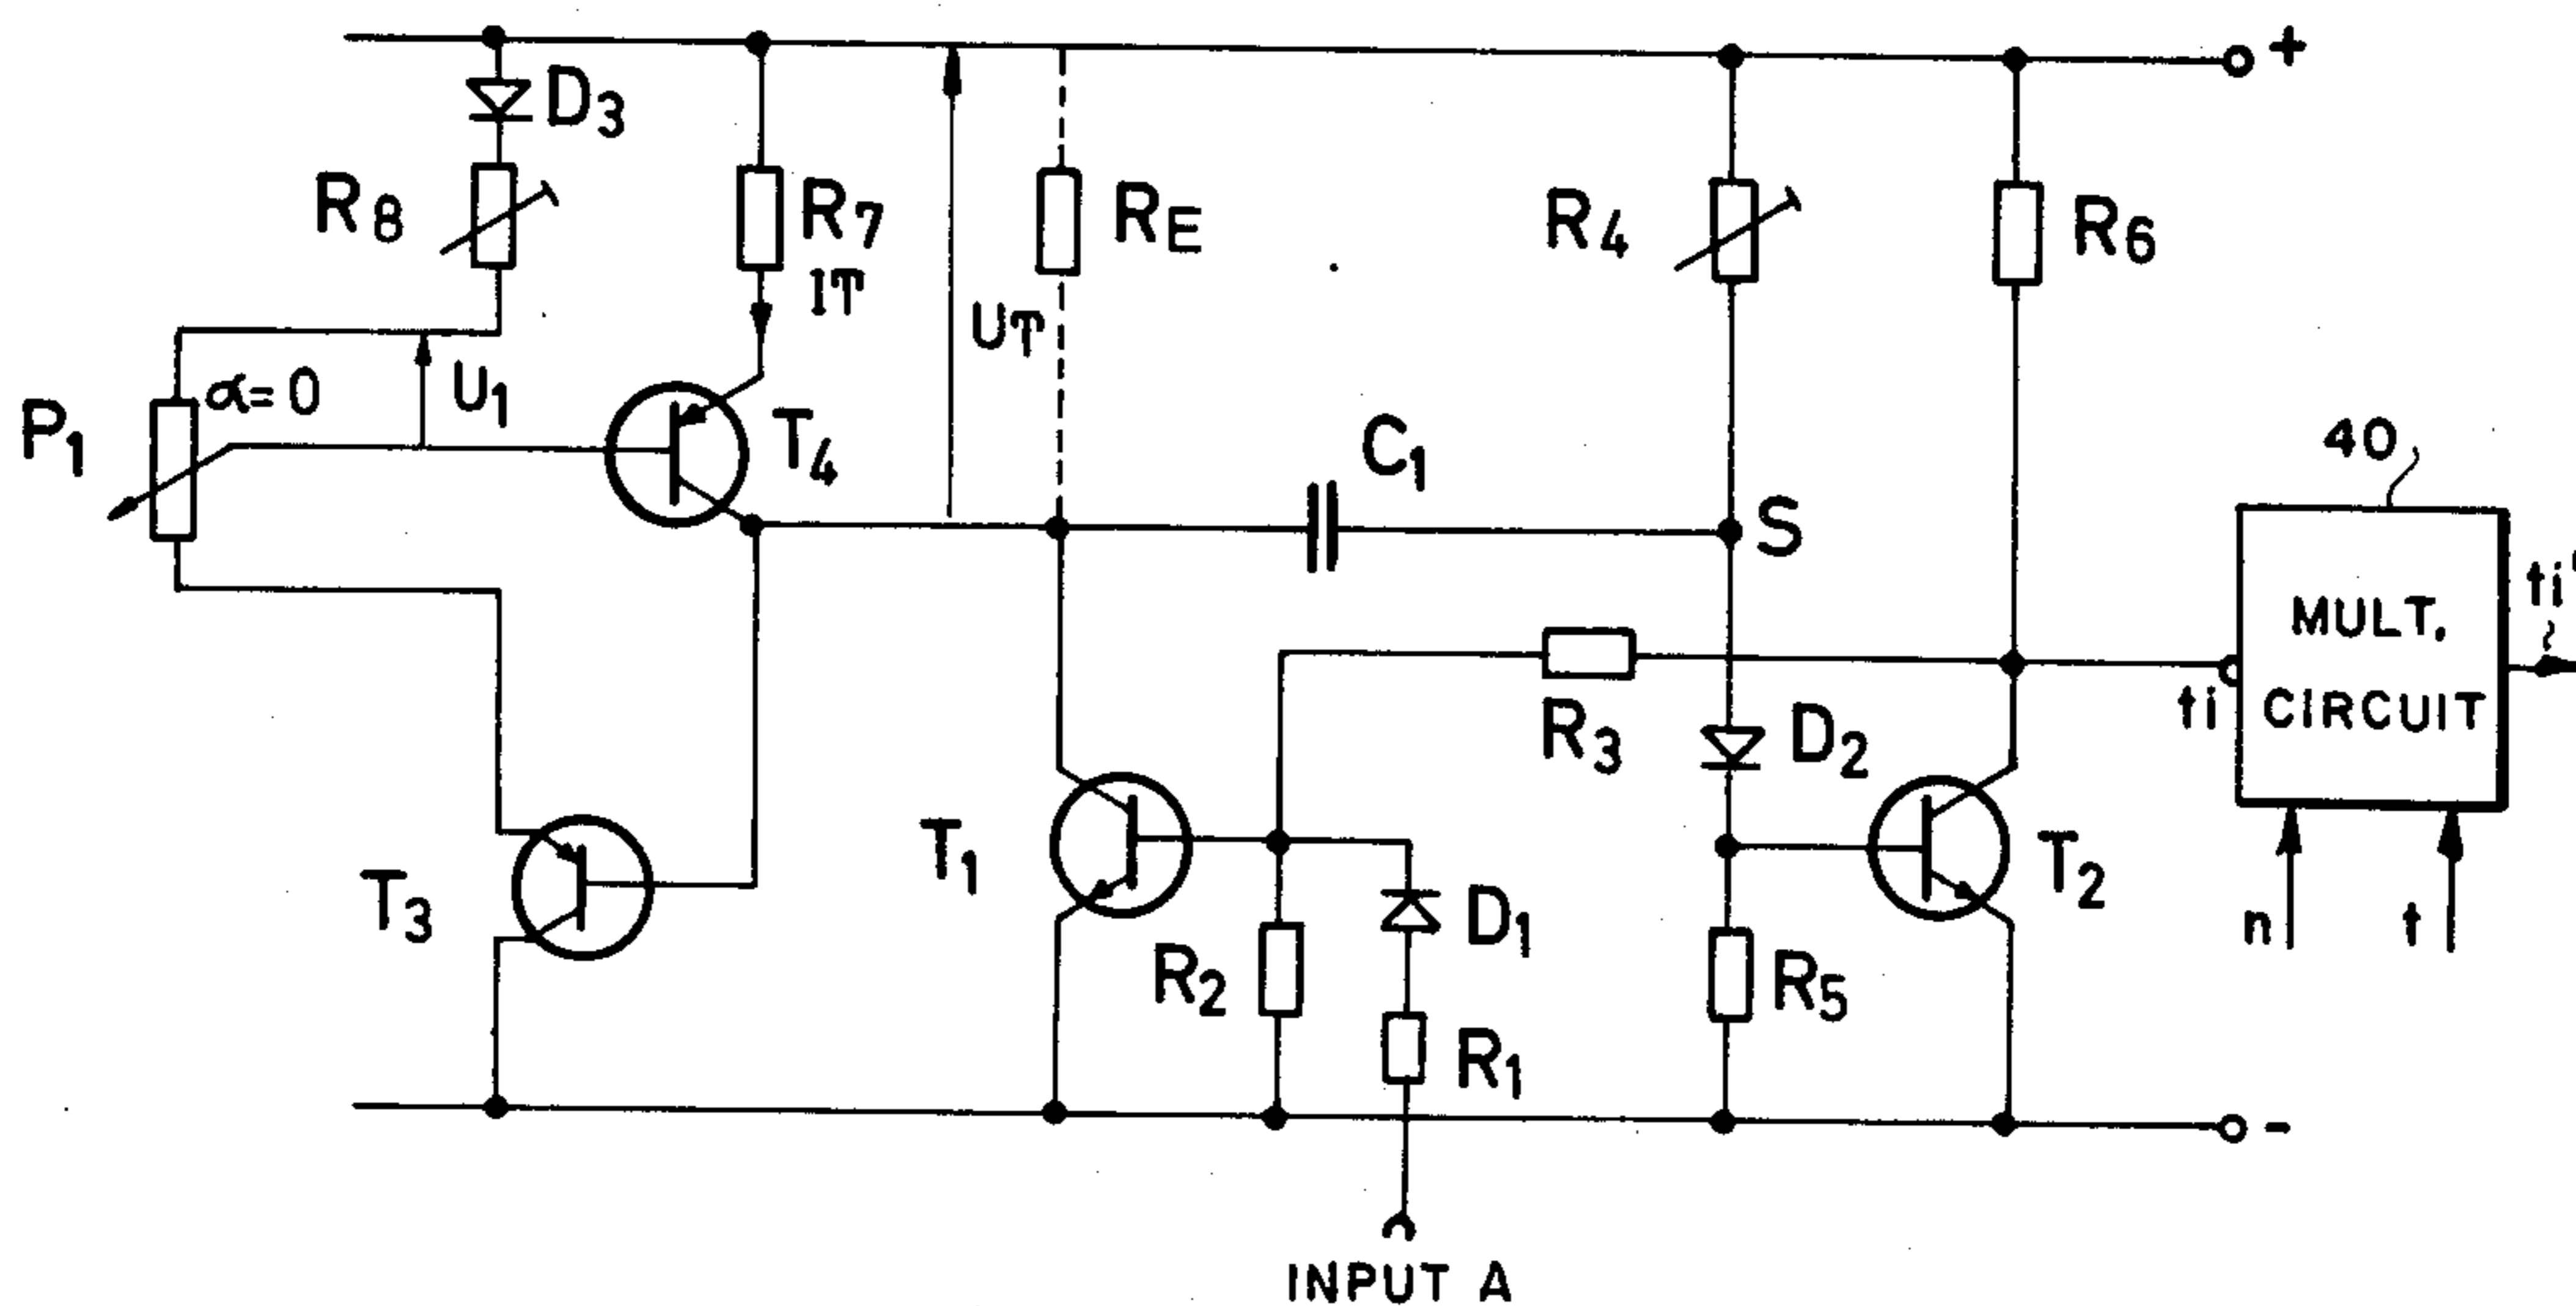 +
D3
R8
R7
IT
UT
RE
R4
R6
P1
α=0
U1
T4
C1
S
40
MULT.
CIRCUIT
ti
ti'
R3
D2
T3
T1
R2
D1
R1
R5
T2
n
t
-
INPUT A